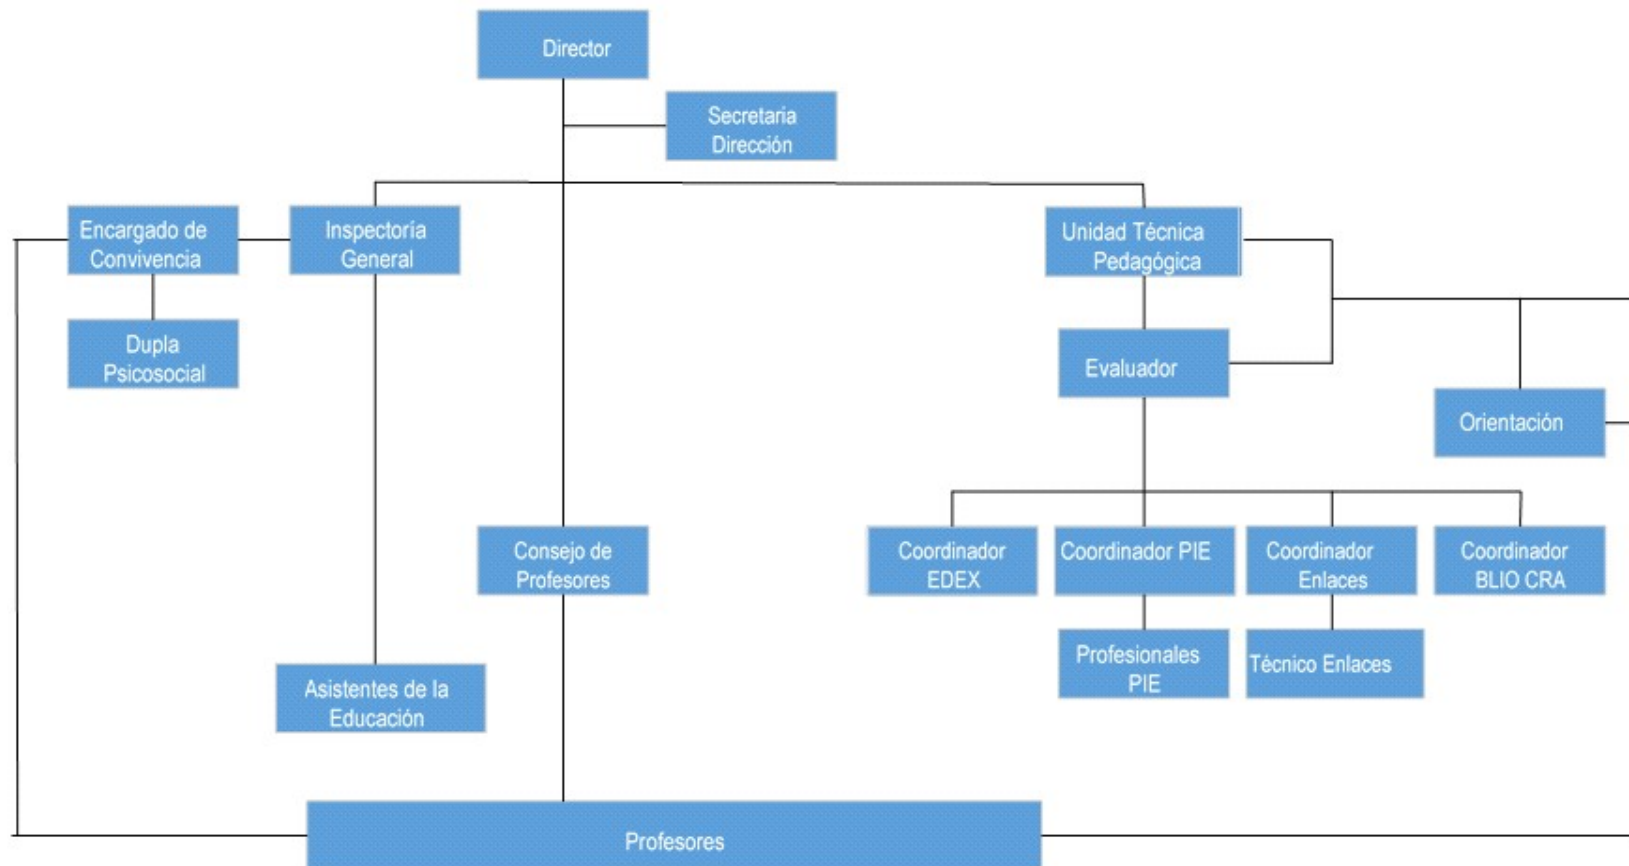 Director
Secretaria
Dirección
Encargado de
Convivencia
Inspectoría
General
Unidad Técnica
Pedagógica
Dupla
Psicosocial
Evaluador
Orientación
Consejo de
Profesores
Coordinador
EDEX
Coordinador PIE
Coordinador
Enlaces
Coordinador
BLIO CRA
Profesionales
PIE
Técnico Enlaces
Asistentes de la
Educación
Profesores